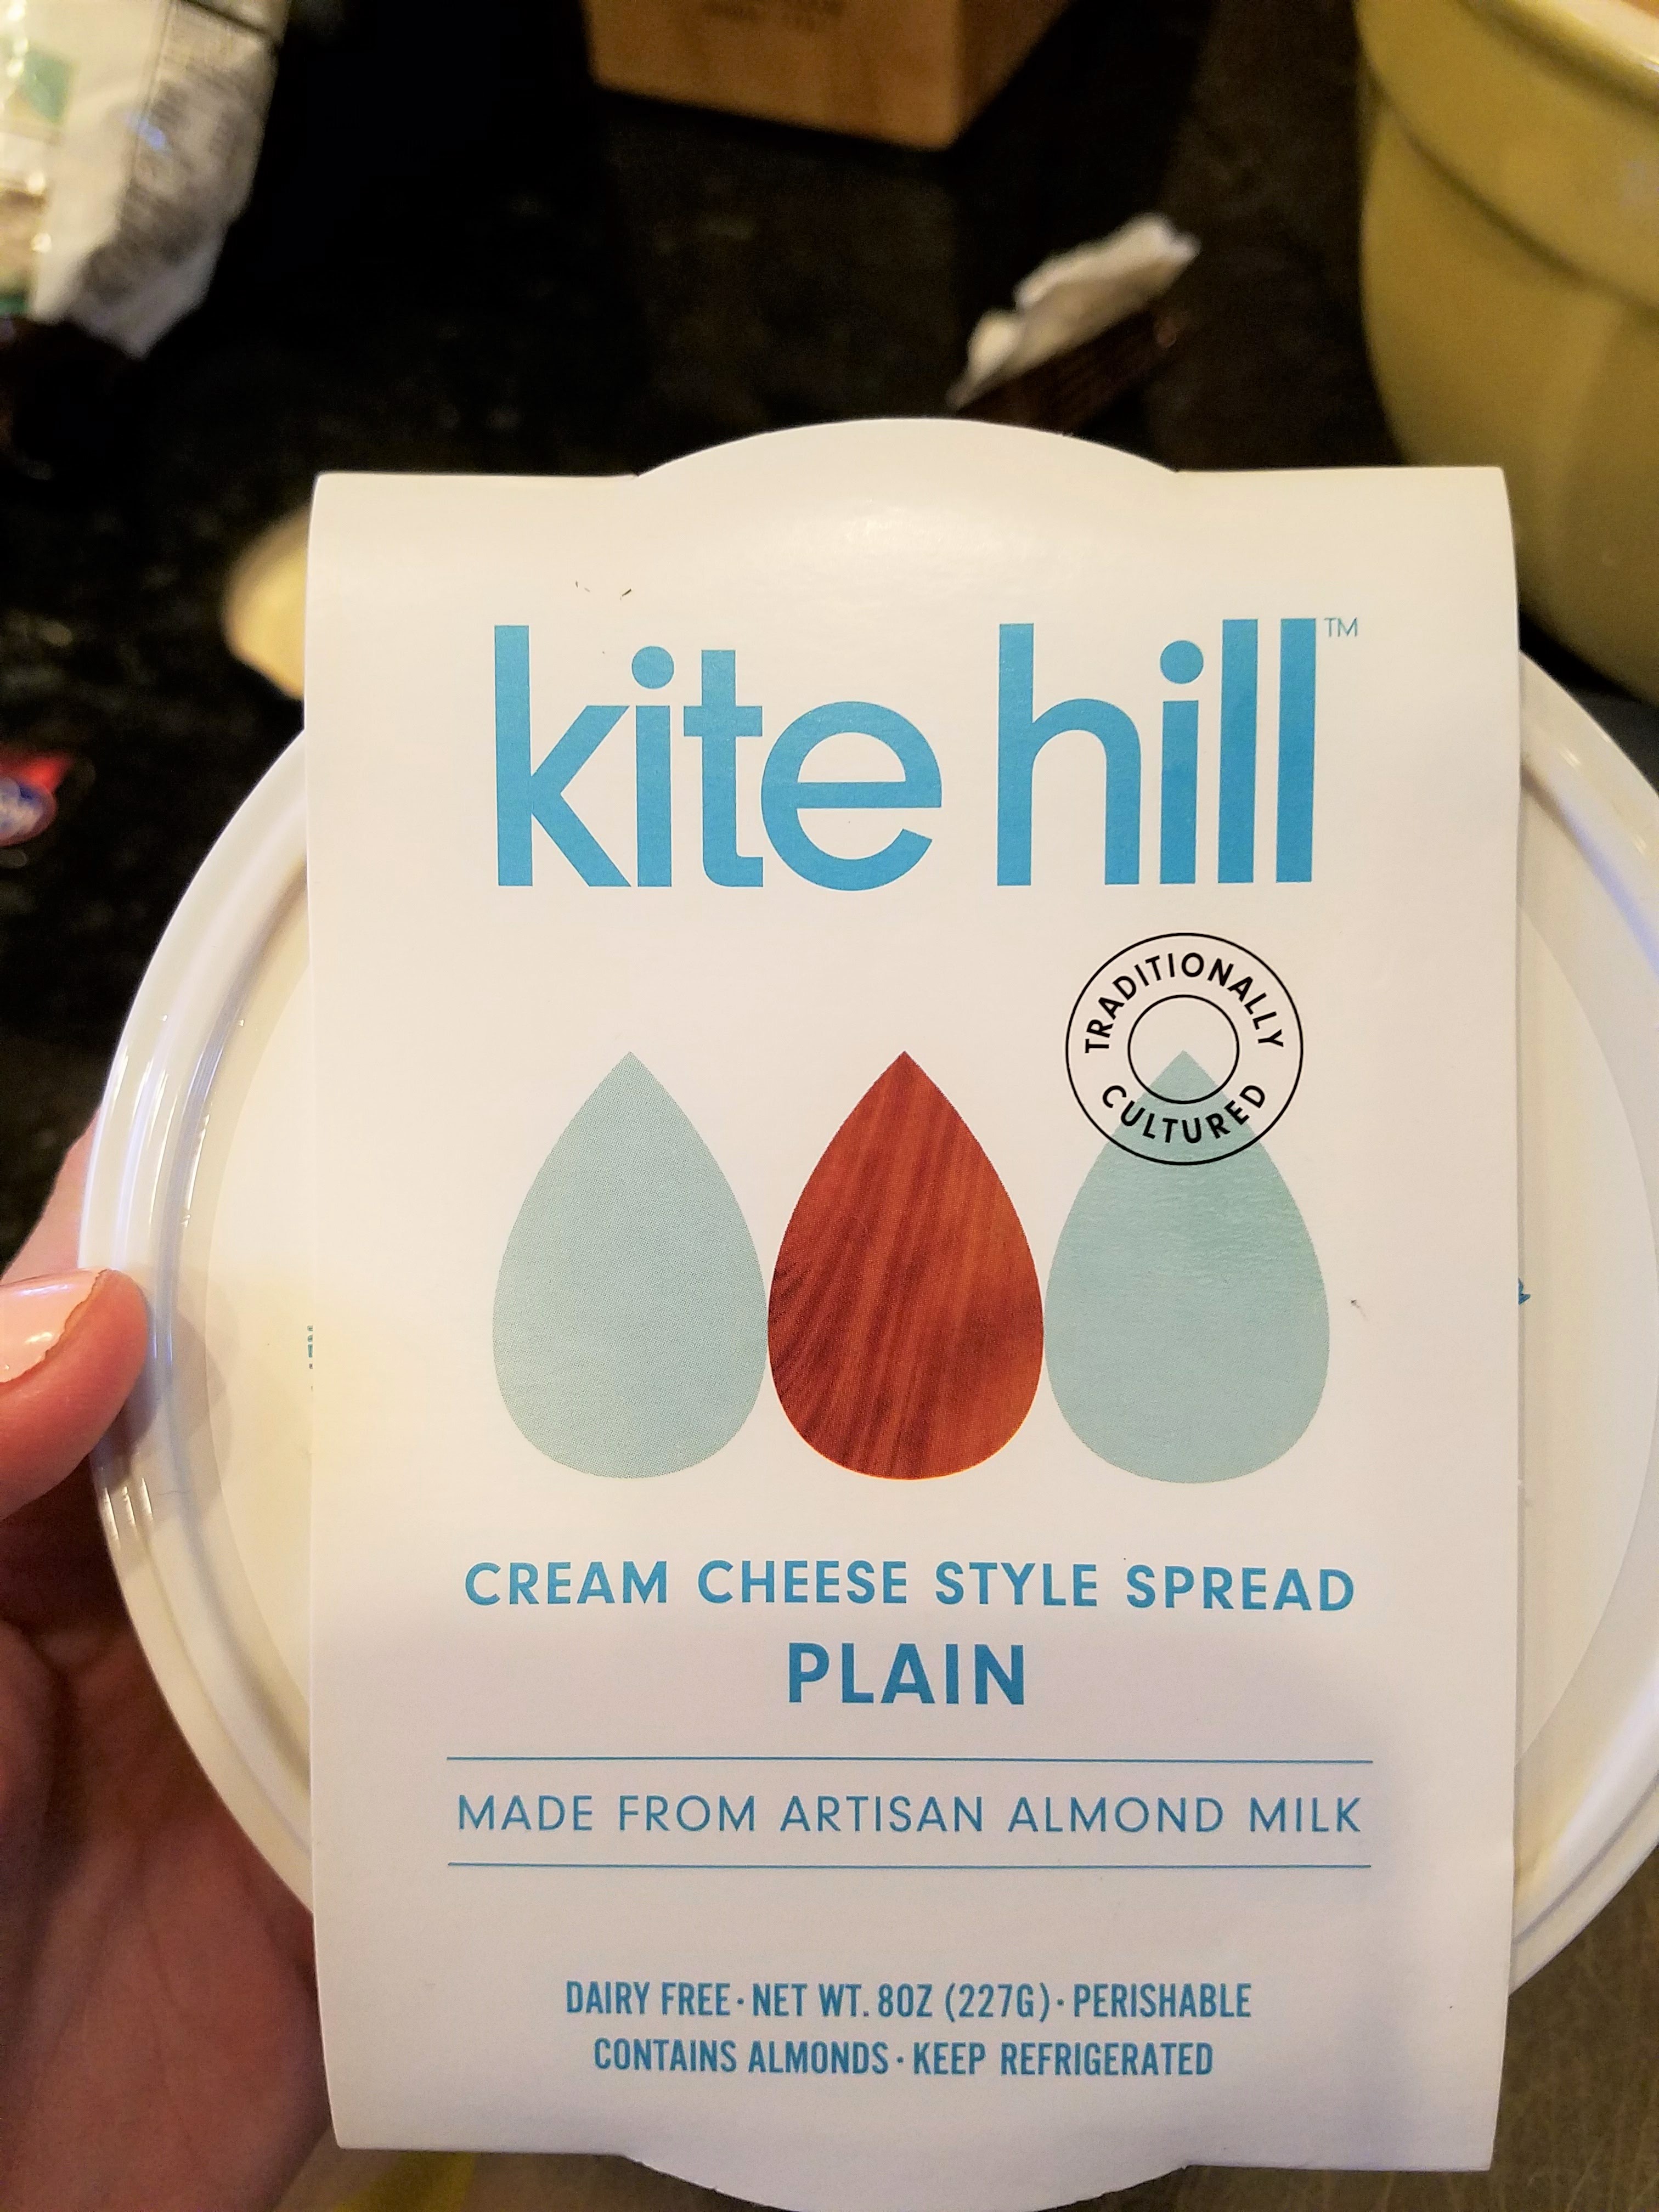 kite hill™
TRADITIONALLY
CULTURED
CREAM CHEESE STYLE SPREAD
PLAIN
MADE FROM ARTISAN ALMOND MILK
DAIRY FREE · NET WT. 8OZ (227G) · PERISHABLE
CONTAINS ALMONDS · KEEP REFRIGERATED